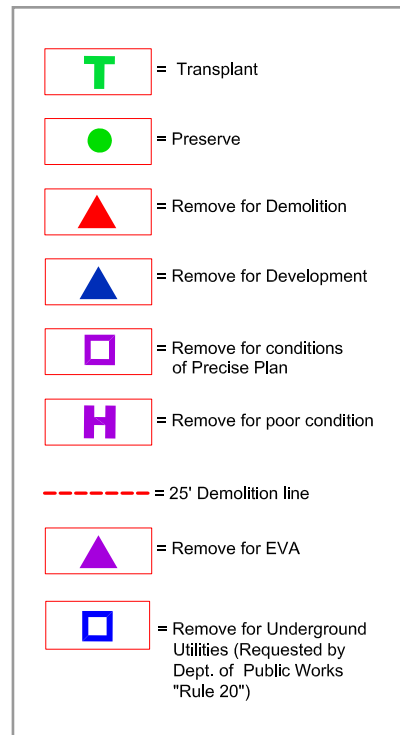 T = Transplant
= Preserve
= Remove for Demolition
= Remove for Development
= Remove for conditions
of Precise Plan
H = Remove for poor condition
= 25' Demolition line
= Remove for EVA
= Remove for Underground
Utilities (Requested by
Dept. of Public Works
"Rule 20")